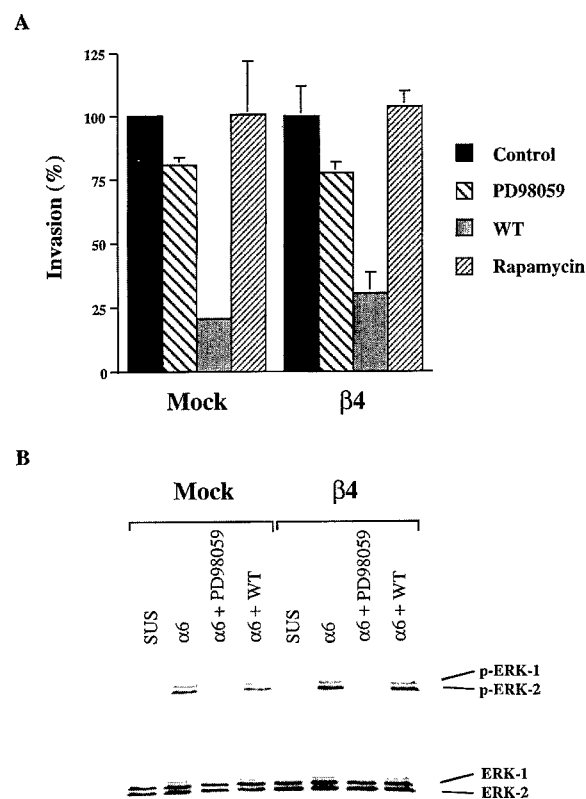 A
Invasion (%)
125
100
75
50
25
0
Mock
β4
Control
PD98059
WT
Rapamycin
B
Mock
β4
SUS
α6
α6 + PD98059
α6 + WT
SUS
α6
α6 + PD98059
α6 + WT
p-ERK-1
p-ERK-2
ERK-1
ERK-2